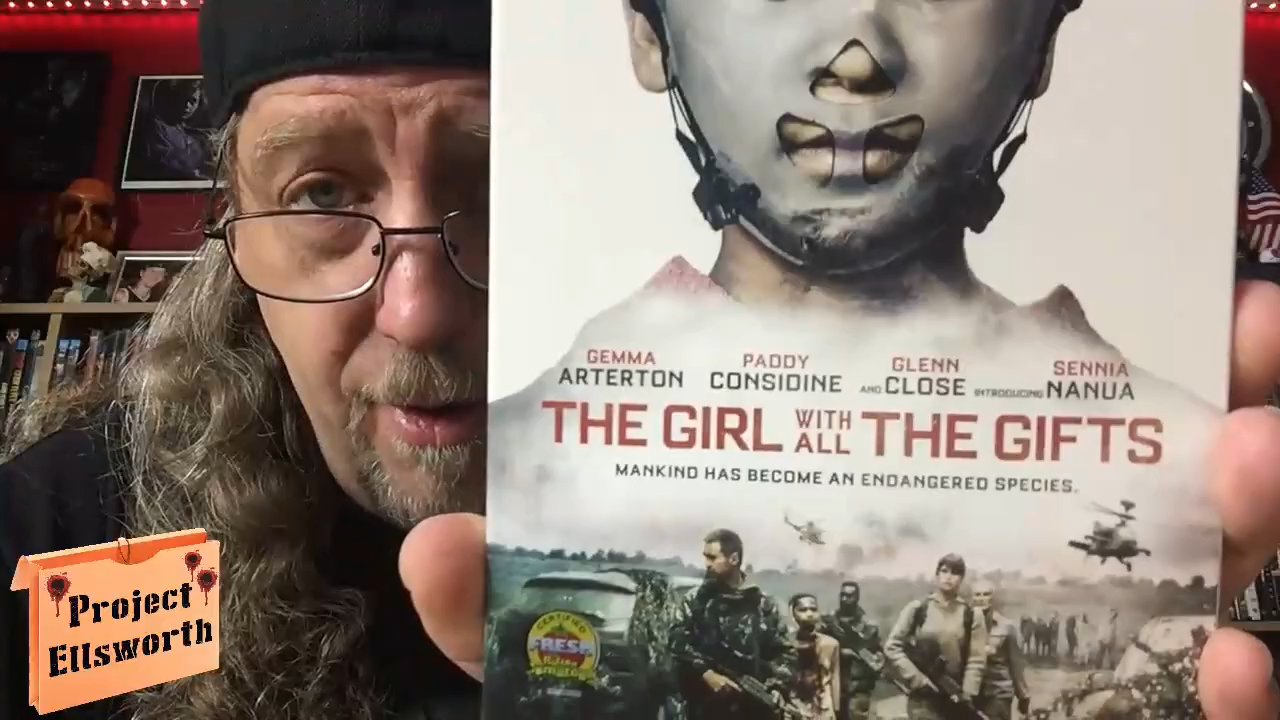 GEMMA
ARTERTON
PADDY
CONSIDINE
AND GLENN
CLOSE
INTRODUCING SENNIA
NANUA
THE GIRL WITH ALL THE GIFTS
MANKIND HAS BECOME AN ENDANGERED SPECIES.
CERTIFIED
FRESH
Project
Ellsworth